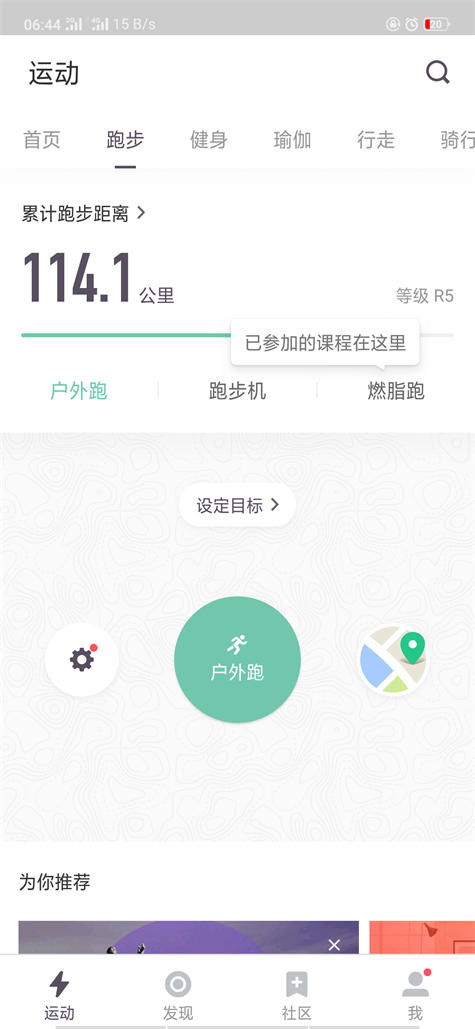 06:44 2G 4G 15 B/s 20
运动
首页 跑步 健身 瑜伽 行走 骑行
累计跑步距离
114.1 公里
等级 R5
已参加的课程在这里
户外跑 跑步机 燃脂跑
设定目标
户外跑
为你推荐
运动 发现 社区 我